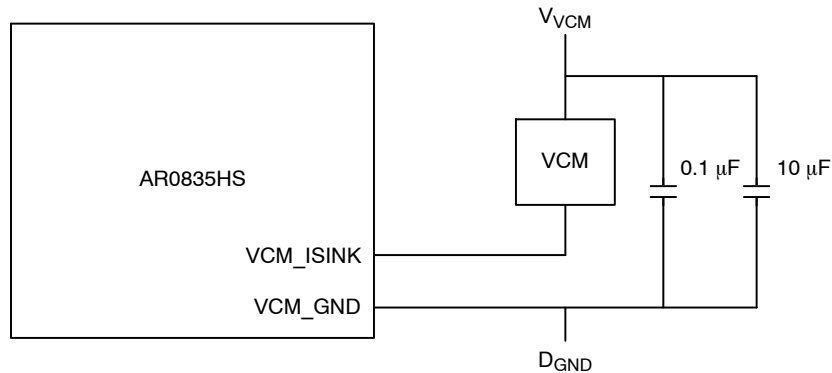 V_VCM
VCM
0.1 μF
10 μF
AR0835HS
VCM_ISINK
VCM_GND
D_GND